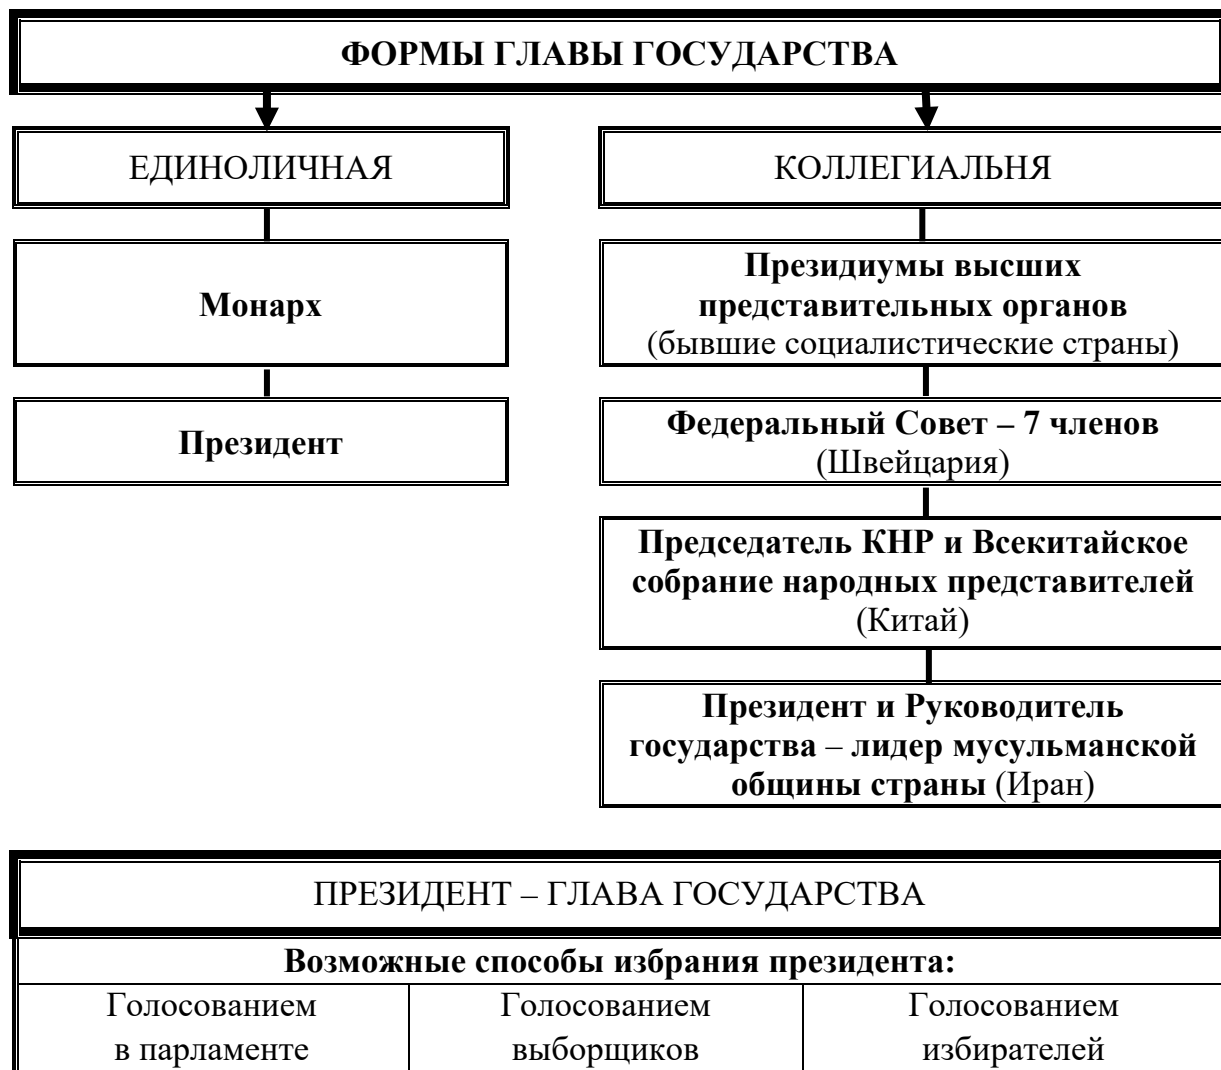 ФОРМЫ ГЛАВЫ ГОСУДАРСТВА
ЕДИНОЛИЧНАЯ
КОЛЛЕГИАЛЬНЯ
Монарх
Президент
Президиумы высших
представительных органов
(бывшие социалистические страны)
Федеральный Совет – 7 членов
(Швейцария)
Председатель КНР и Всекитайское
собрание народных представителей
(Китай)
Президент и Руководитель
государства – лидер мусульманской
общины страны (Иран)
ПРЕЗИДЕНТ – ГЛАВА ГОСУДАРСТВА
Возможные способы избрания президента:
Голосованием
в парламенте
Голосованием
выборщиков
Голосованием
избирателей